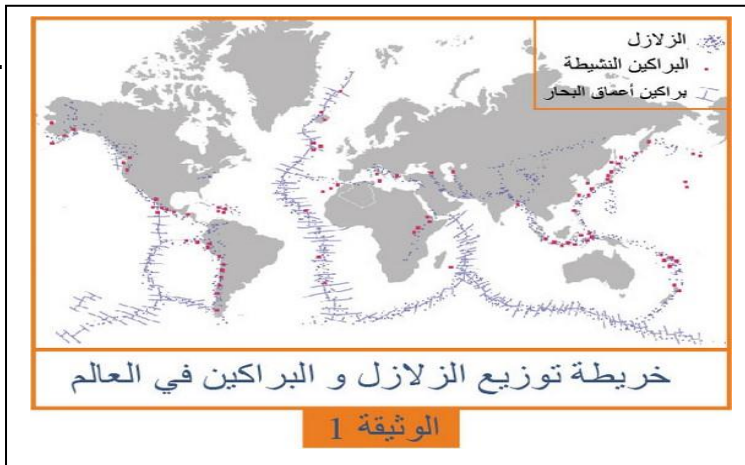 الزلازل
البراكين النشيطة
براكين أعماق البحار
خريطة توزيع الزلازل و البراكين في العالم
الوثيقة 1